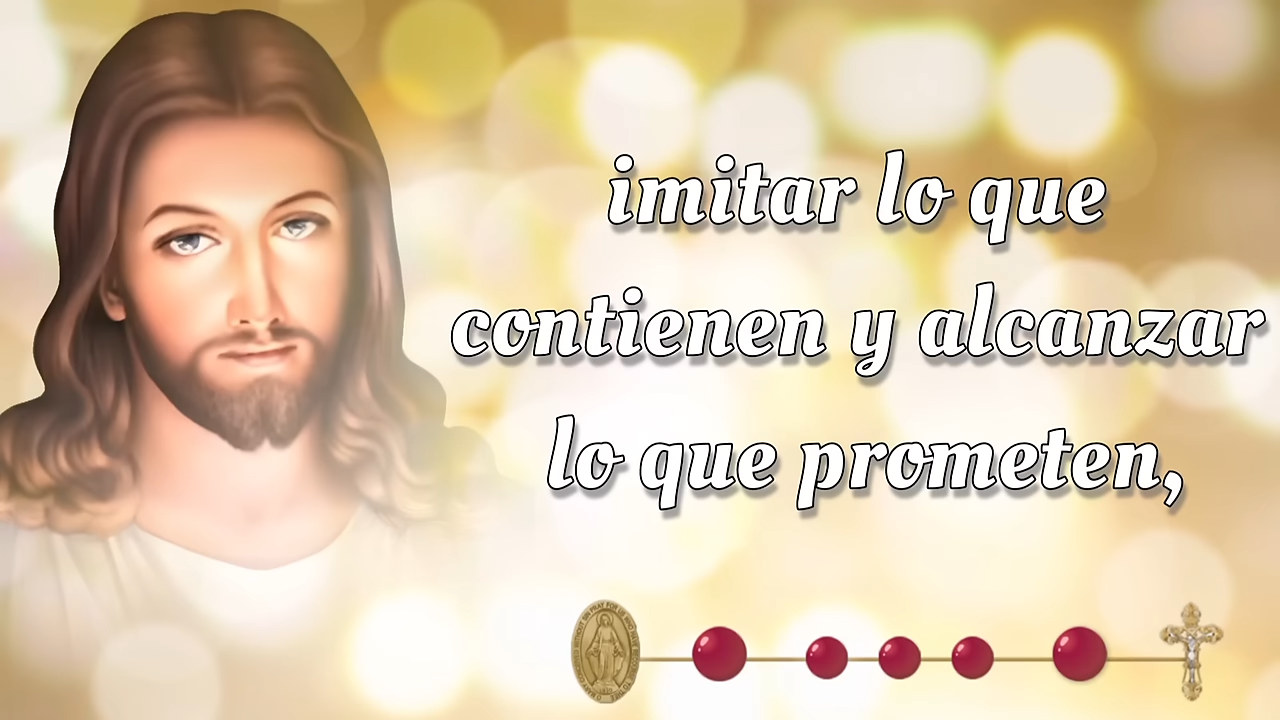 imitar lo que
contienen y alcanzar
lo que prometen,